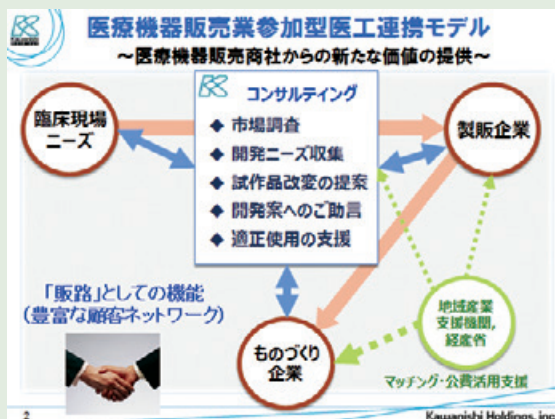 医療機器販売業参加型医工連携モデル
～医療機器販売商社からの新たな価値の提供～
臨床現場
ニーズ
コンサルティング
◆ 市場調査
◆ 開発ニーズ収集
◆ 試作品改変の提案
◆ 開発案へのご助言
◆ 適正使用の支援
製販企業
「販路」としての機能
（豊富な顧客ネットワーク）
ものづくり
企業
地域産業
支援機関,
経産省
マッチング・公費活用支援
2
Kawanishi Holdings, inc